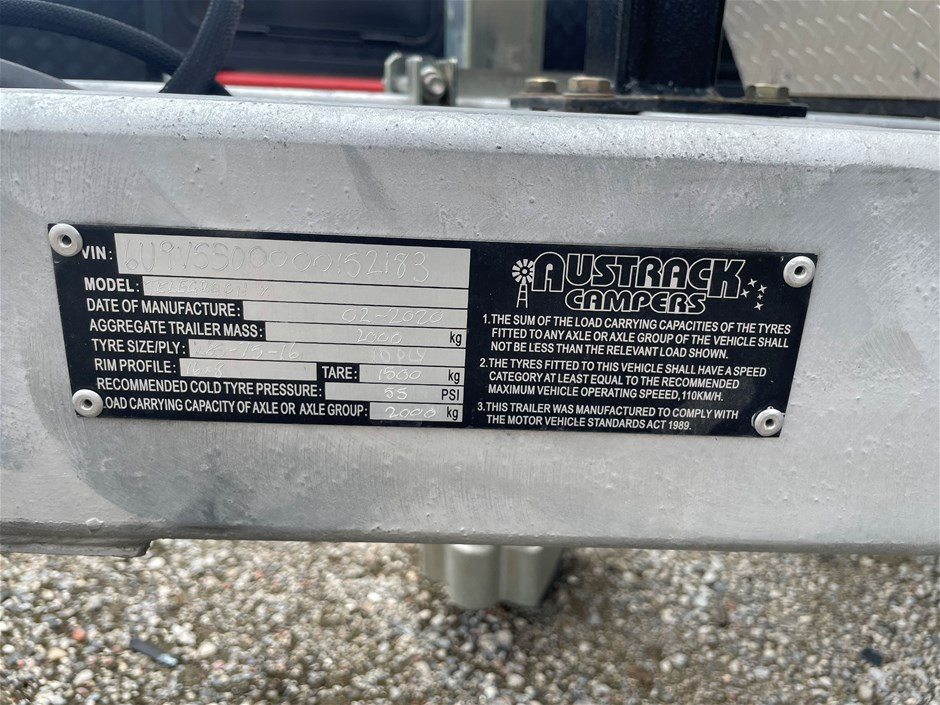 VIN: 6U9V5500000152183
MODEL:
DATE OF MANUFACTURE: 02-2020
AGGREGATE TRAILER MASS: 2000 kg
TYRE SIZE/PLY: 10 PLY
RIM PROFILE: TARE: 1500 kg
RECOMMENDED COLD TYRE PRESSURE: 55 PSI
OAD CARRYING CAPACITY OF AXLE OR AXLE GROUP: 2000 kg
AUSTRACK
CAMPERS
1.THE SUM OF THE LOAD CARRYING CAPACITIES OF THE TYRES
FITTED TO ANY AXLE OR AXLE GROUP OF THE VEHICLE SHALL
NOT BE LESS THAN THE RELEVANT LOAD SHOWN.
2.THE TYRES FITTED TO THIS VEHICLE SHALL HAVE A SPEED
CATEGORY AT LEAST EQUAL TO THE RECOMMENDED
MAXIMUM VEHICLE OPERATING SPEEED, 110KM/H.
3.THIS TRAILER WAS MANUFACTURED TO COMPLY WITH
THE MOTOR VEHICLE STANDARDS ACT 1989.